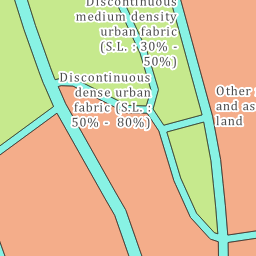 Discontinuous
medium density
urban fabric
(S.L. : 30% -
50%)
Discontinuous
dense urban
fabric (S.L. :
50% -  80%)
Other
and as
land